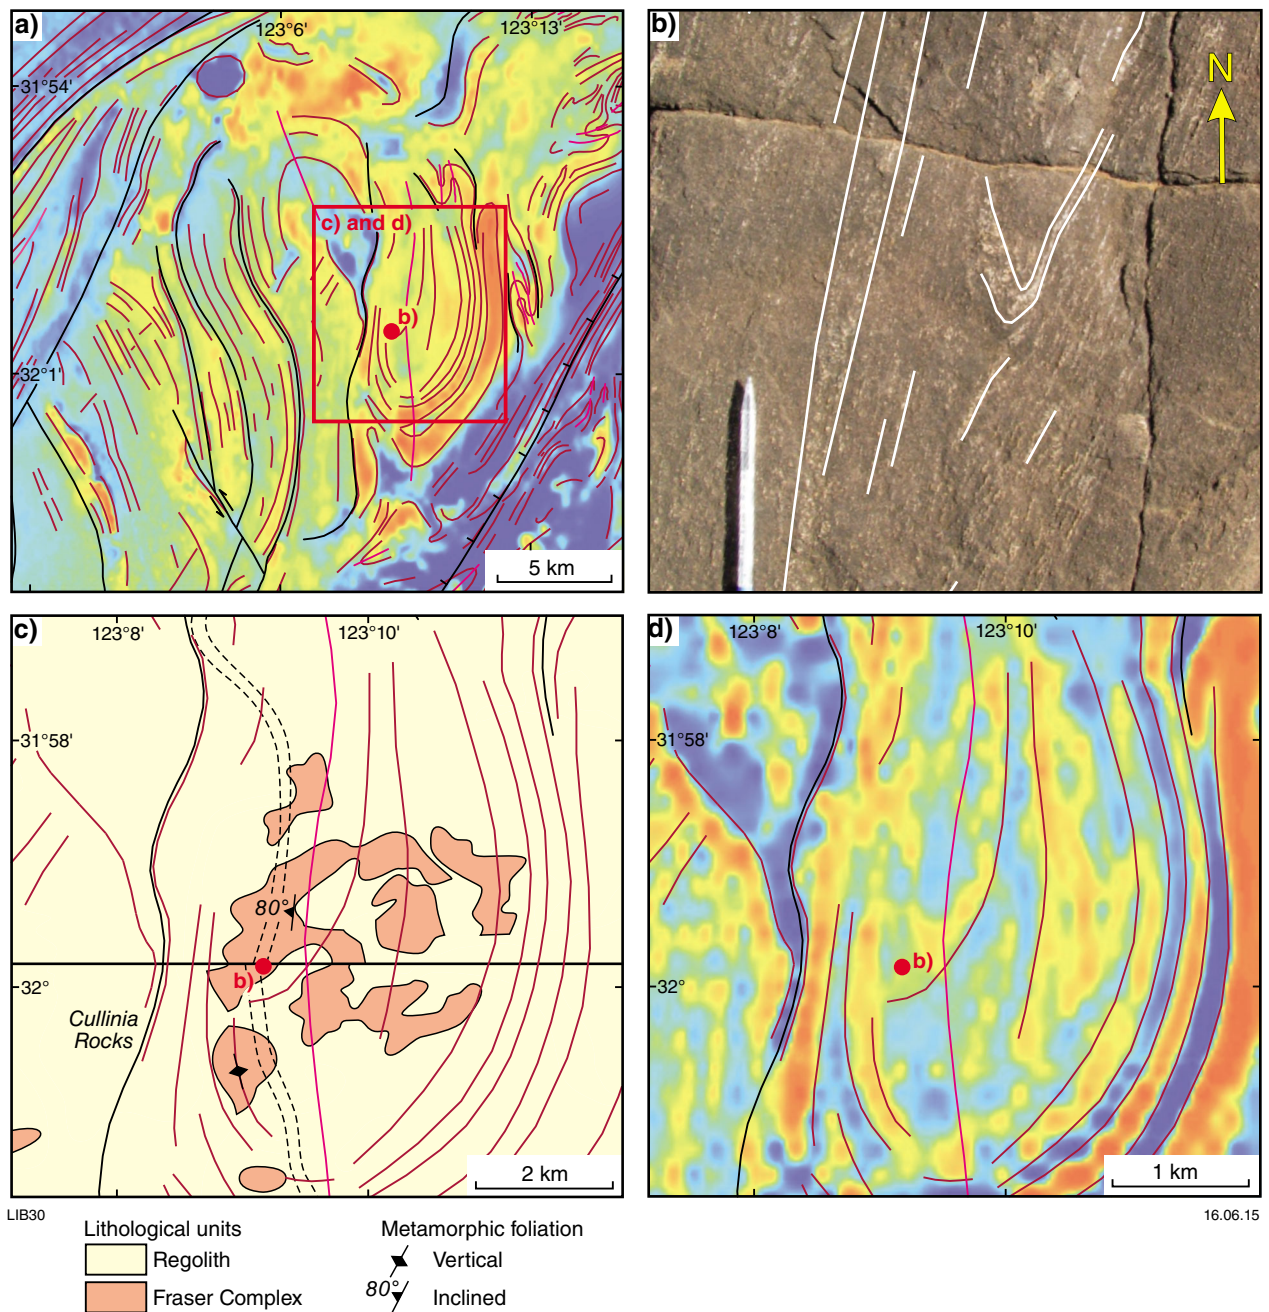 a)
123°6'
123°13'
31°54'
c) and d)
b)
32°1'
5 km
b)
N
c)
123°8'
123°10'
31°58'
80°
b)
32°
Cullinia
Rocks
2 km
d)
123°8'
123°10'
31°58'
b)
32°
1 km
LIB30
16.06.15
Lithological units
Regolith
Fraser Complex
Metamorphic foliation
Vertical
80°
Inclined